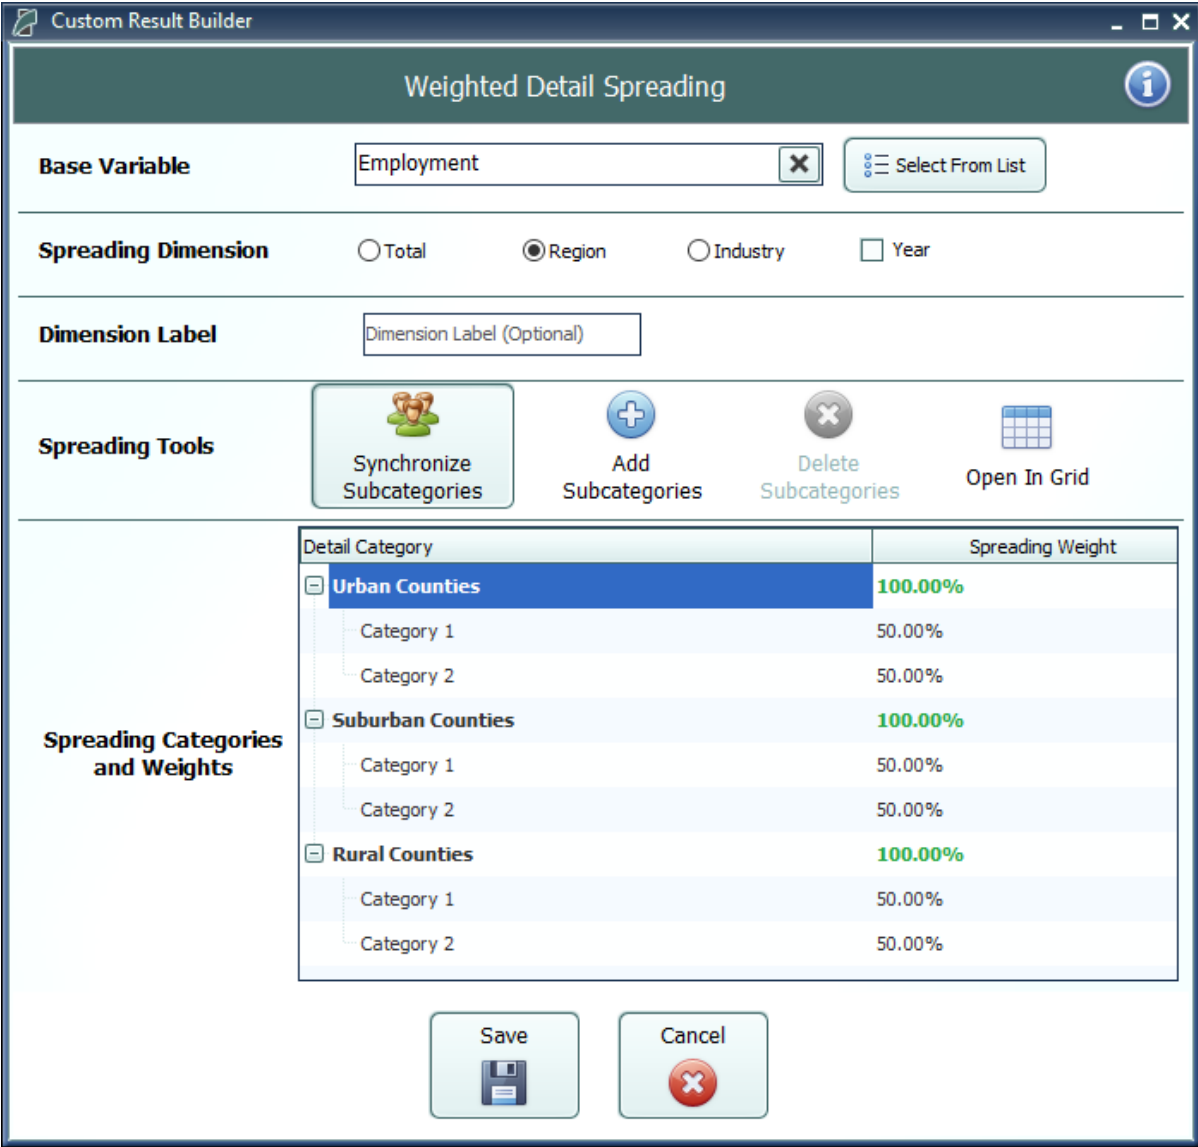 Custom Result Builder
Weighted Detail Spreading
Base Variable
Employment
Select From List
Spreading Dimension
Total
Region
Industry
Year
Dimension Label
Dimension Label (Optional)
Spreading Tools
Synchronize
Subcategories
Add
Subcategories
Delete
Subcategories
Open In Grid
Spreading Categories
and Weights
Detail Category Spreading Weight
Urban Counties 100.00%
Category 1 50.00%
Category 2 50.00%
Suburban Counties 100.00%
Category 1 50.00%
Category 2 50.00%
Rural Counties 100.00%
Category 1 50.00%
Category 2 50.00%
Save
Cancel